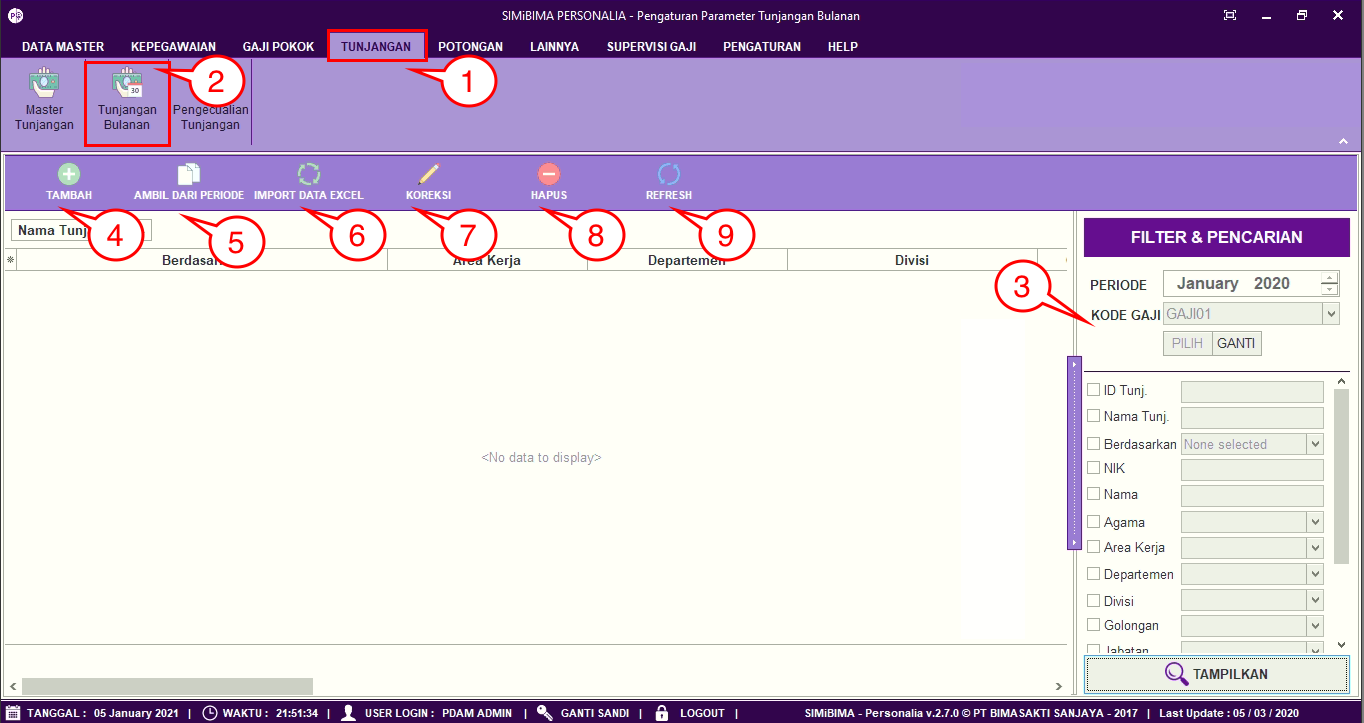 SIMiBIMA PERSONALIA - Pengaturan Parameter Tunjangan Bulanan
DATA MASTER KEPEGAWAIAN GAJI POKOK TUNJANGAN POTONGAN LAINNYA SUPERVISI GAJI PENGATURAN HELP
1
2
Master
Tunjangan
Tunjangan
Bulanan
30
Pengecualian
Tunjangan
TAMBAH AMBIL DARI PERIODE IMPORT DATA EXCEL KOREKSI HAPUS REFRESH
4 5 6 7 8 9
Nama Tunj
Area Kerja Departemen Divisi
<No data to display>
FILTER & PENCARIAN
3
PERIODE January 2020
KODE GAJI GAJI01
PILIH GANTI
ID Tunj.
Nama Tunj.
Berdasarkan None selected
NIK
Nama
Agama
Area Kerja
Departemen
Divisi
Golongan
Jabatan
TAMPILKAN
TANGGAL : 05 January 2021 | WAKTU : 21:51:34 | USER LOGIN : PDAM ADMIN | GANTI SANDI | LOGOUT | SIMiBIMA - Personalia v.2.7.0 © PT BIMASAKTI SANJAYA - 2017 | Last Update : 05 / 03 / 2020